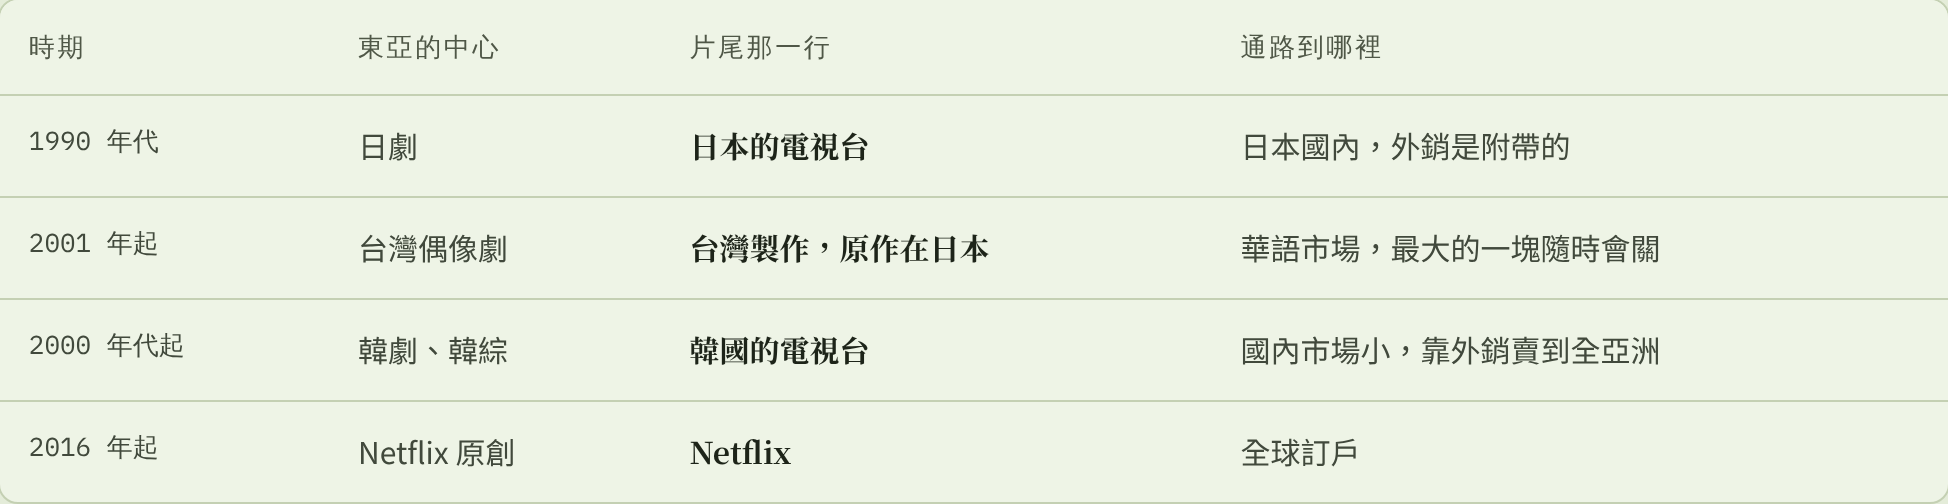 時期 東亞的中心 片尾那一行 通路到哪裡
1990 年代 日劇 日本的電視台 日本國內，外銷是附帶的
2001 年起 台灣偶像劇 台灣製作，原作在日本 華語市場，最大的一塊隨時會關
2000 年代起 韓劇、韓綜 韓國的電視台 國內市場小，靠外銷賣到全亞洲
2016 年起 Netflix 原創 Netflix 全球訂戶